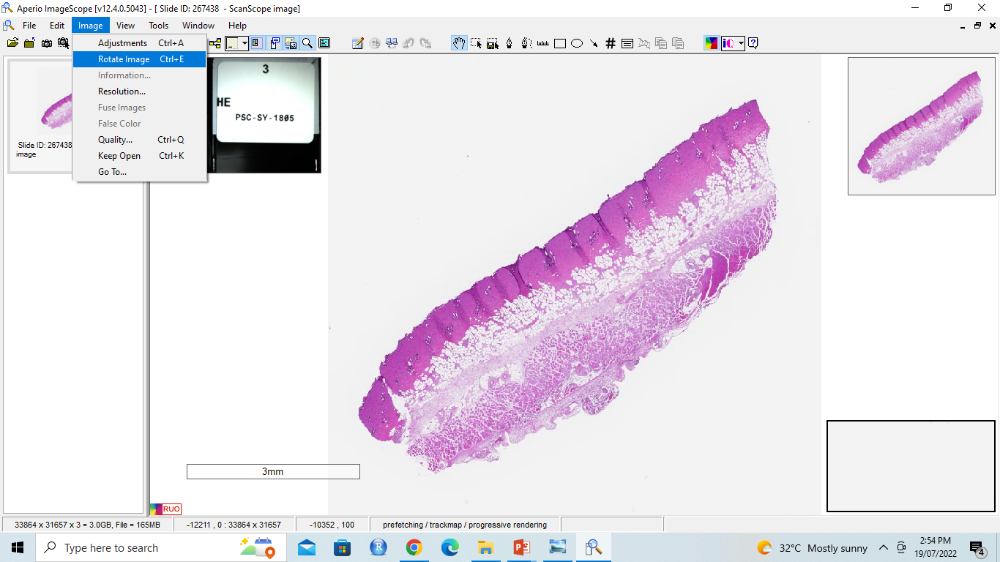 Aperio ImageScope [v12.4.0.5043] - [ Slide ID: 267438 - ScanScope image]
File Edit Image View Tools Window Help
Adjustments Ctrl+A
Rotate Image Ctrl+E
Information...
Resolution...
Fuse Images
False Color
Quality... Ctrl+Q
Keep Open Ctrl+K
Go To...
Slide ID: 267438
image
3
HE
PSC-SY-1805
iQ
3mm
RUO
33864 x 31657 x 3 = 3.0GB, File = 165MB
-12211 , 0 : 33864 x 31657
-10352 , 100
prefetching / trackmap / progressive rendering
Type here to search
R
P
32°C Mostly sunny
2:54 PM
19/07/2022
4